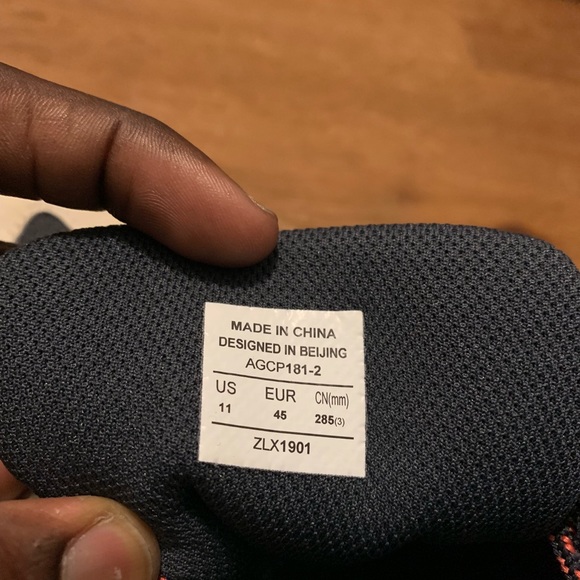 MADE IN CHINA
DESIGNED IN BEIJING
AGCP181-2
US EUR CN(mm)
11 45 285(3)
ZLX1901